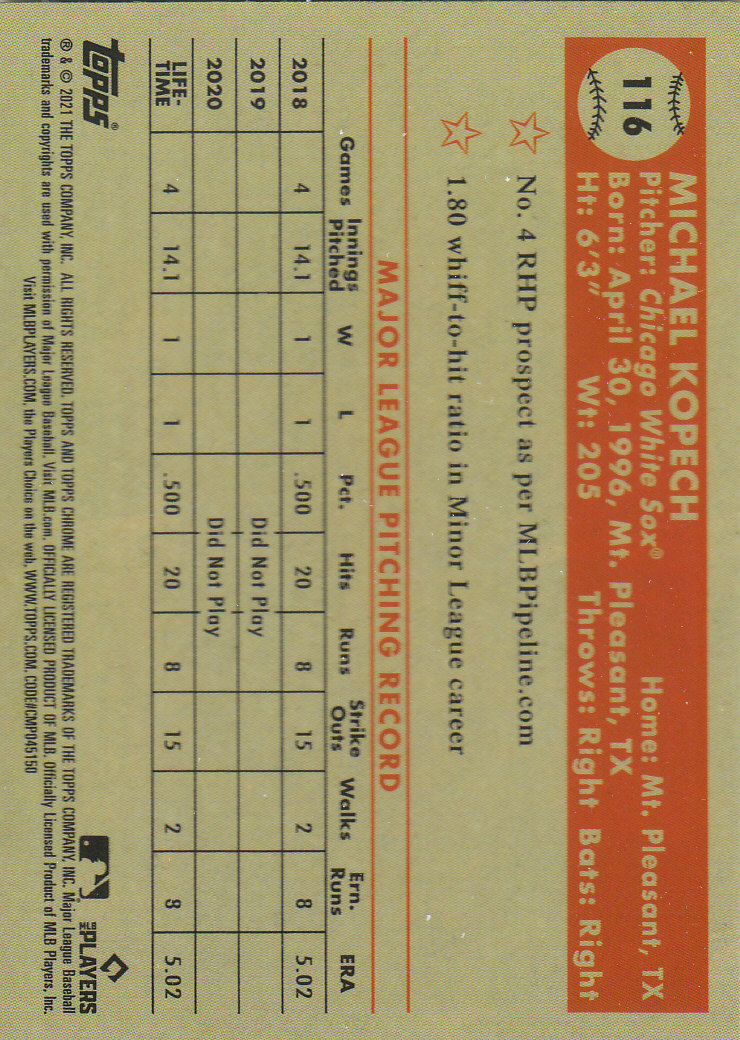 116
MICHAEL KOPECH
Pitcher: Chicago White Sox® Home: Mt. Pleasant, TX
Born: April 30, 1996, Mt. Pleasant, TX
Ht: 6'3" Wt: 205 Throws: Right Bats: Right
No. 4 RHP prospect as per MLBPipeline.com
1.80 whiff-to-hit ratio in Minor League career
MAJOR LEAGUE PITCHING RECORD
Games Innings Pitched W L Pct. Hits Runs Strike Outs Walks Ern. Runs ERA
2018 4 14.1 1 1 .500 20 8 15 2 8 5.02
2019 Did Not Play
2020 Did Not Play
LIFE-TIME 4 14.1 1 1 .500 20 8 15 2 8 5.02
topps®
MLB PLAYERS
® & © 2021 THE TOPPS COMPANY, INC. ALL RIGHTS RESERVED. TOPPS AND TOPPS CHROME ARE REGISTERED TRADEMARKS OF THE TOPPS COMPANY, INC. Major League Baseball
trademarks and copyrights are used with permission of Major League Baseball. Visit MLB.com. OFFICIALLY LICENSED PRODUCT OF MLB. Officially Licensed Product of MLB Players, Inc.
Visit MLBPLAYERS.COM, the Players Choice on the web. WWW.TOPPS.COM. CODE#CMP045150